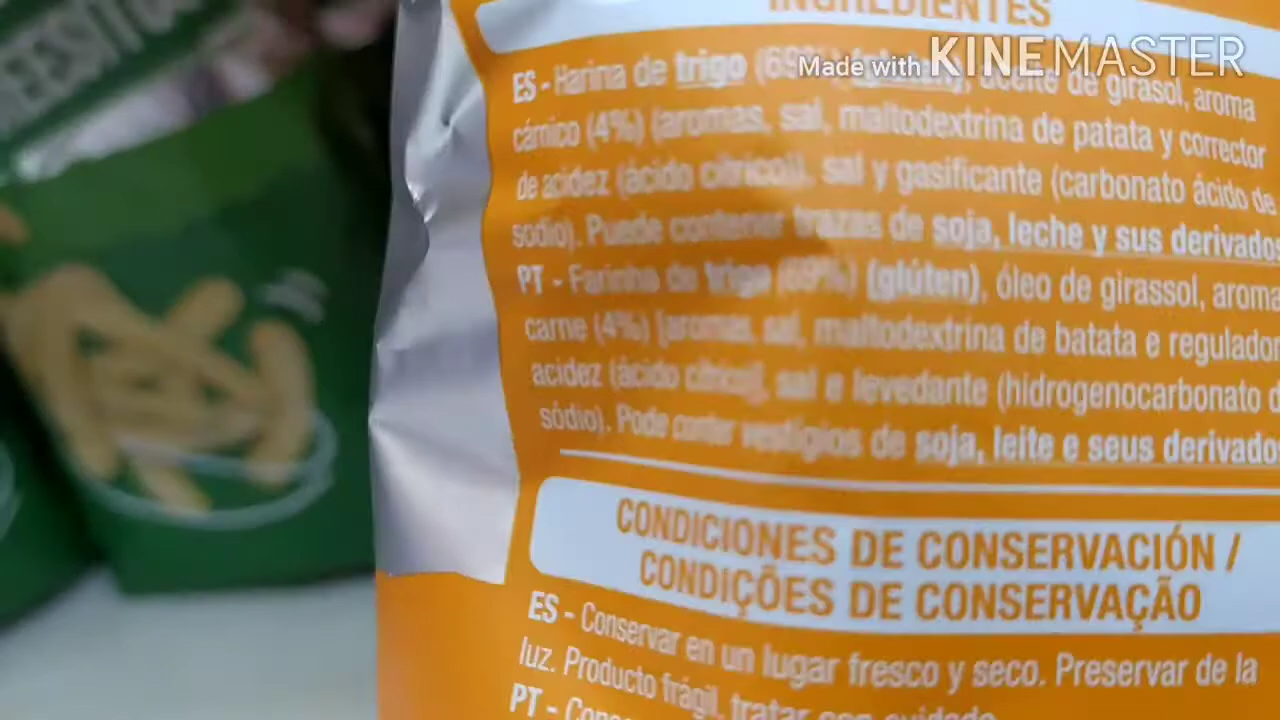 INGREDIENTES
Made with KINEMASTER
ES - Harina de trigo (69%) aceite de girasol, aroma
cárnico (4%) (aromas, sal, maltodextrina de patata y corrector
de acidez (ácido cítrico)), sal y gasificante (carbonato ácido de
sodio). Puede contener trazas de soja, leche y sus derivados
PT - Farinha de trigo (69%) (glúten), óleo de girassol, aroma
carne (4%) [aromas, sal, maltodextrina de batata e regulador
acidez (ácido cítrico)], sal e levedante (hidrogenocarbonato d
sódio). Pode conter vestígios de soja, leite e seus derivados
CONDICIONES DE CONSERVACIÓN /
CONDIÇÕES DE CONSERVAÇÃO
ES - Conservar en un lugar fresco y seco. Preservar de la
luz. Producto frágil, tratar con cuidado
PT -